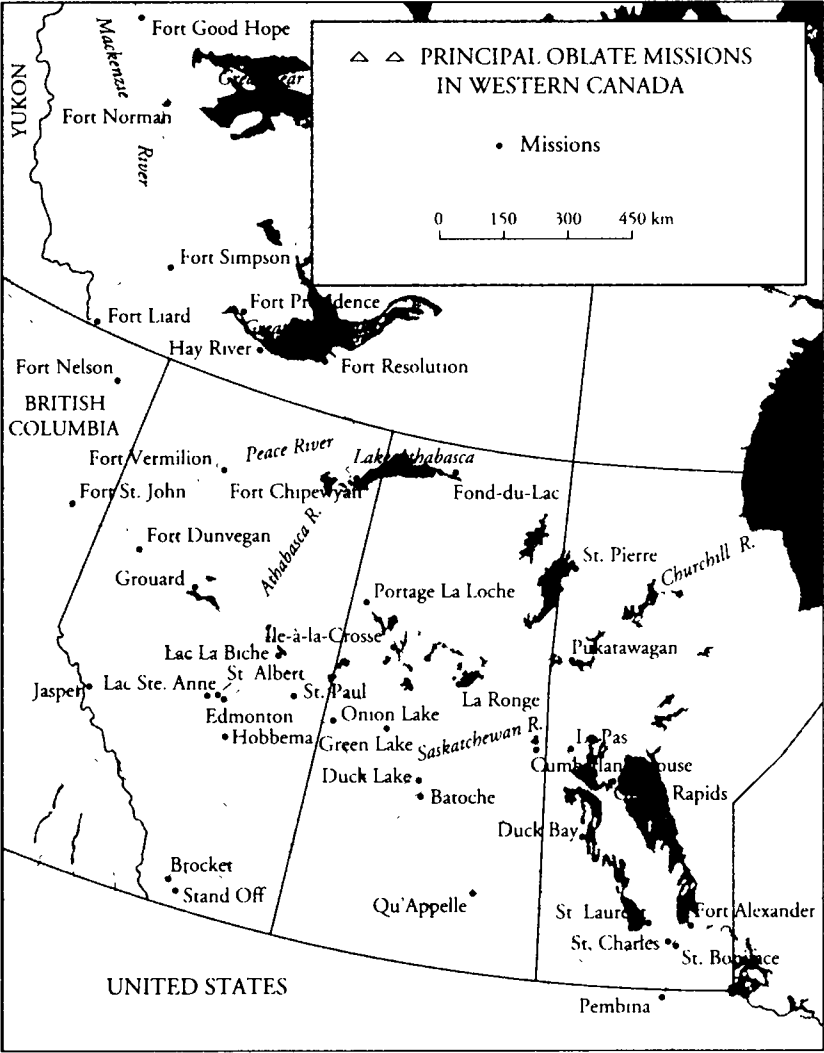 Fort Good Hope
Mackenzie
River
YUKON
PRINCIPAL OBLATE MISSIONS
IN WESTERN CANADA
Missions
0 150 300 450 km
Fort Norman
Fort Simpson
Fort Liard
Hay River
Fort Resolution
Fort Nelson
BRITISH
COLUMBIA
Fort Vermilion
Peace River
Lake Athabasca
Fort St. John
Fort Chipewyan
Fond-du-Lac
Fort Dunvegan
Athabasca R.
St. Pierre
Churchill R.
Grouard
Portage La Loche
Île-à-la-Crosse
Pukatawagan
Lac La Biche
St Albert
Jasper
Lac Ste. Anne
St. Paul
La Ronge
Edmonton
Onion Lake
Hobbema
Green Lake
Saskatchewan R.
Duck Lake
Batoche
Rapids
Duck Bay
Brocket
Stand Off
Qu'Appelle
St Laurent
Fort Alexander
St. Charles
St. Boniface
UNITED STATES
Pembina